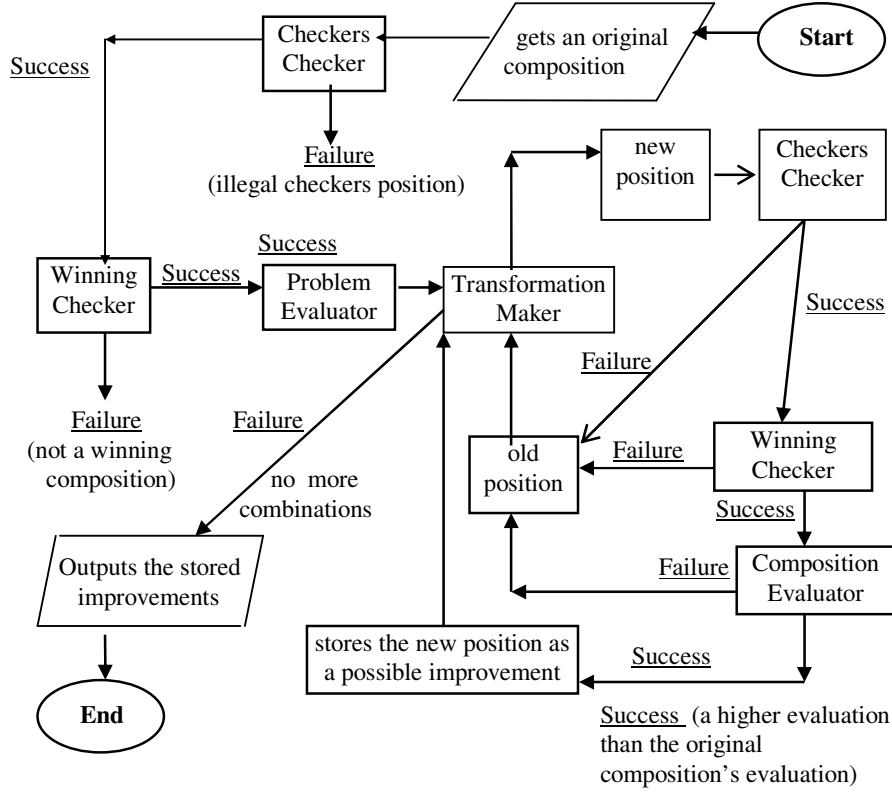 Start
gets an original
composition
Checkers
Checker
Success
Failure
(illegal checkers position)
Winning
Checker
Success
Failure
(not a winning
composition)
Success
Problem
Evaluator
Transformation
Maker
new
position
Checkers
Checker
Success
Failure
Winning
Checker
Failure
old
position
Success
Composition
Evaluator
Failure
Success
stores the new position as
a possible improvement
Success (a higher evaluation
than the original
composition's evaluation)
Failure
no more
combinations
Outputs the stored
improvements
End